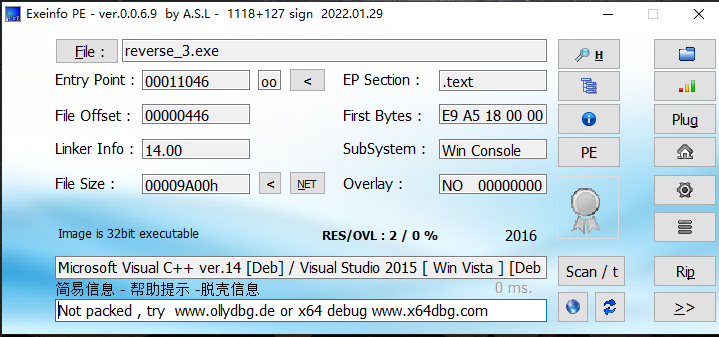 Exeinfo PE - ver.0.0.6.9 by A.S.L - 1118+127 sign 2022.01.29
File : reverse_3.exe H
Entry Point : 00011046 oo < EP Section : .text
File Offset : 00000446 First Bytes : E9 A5 18 00 00 Plug
Linker Info : 14.00 SubSystem : Win Console PE
File Size : 00009A00h < NET Overlay : NO 00000000
Image is 32bit executable RES/OVL : 2 / 0 % 2016
Microsoft Visual C++ ver.14 [Deb] / Visual Studio 2015 [ Win Vista ] [Deb Scan / t Rip
简易信息 - 帮助提示 -脱壳信息 0 ms.
Not packed , try www.ollydbg.de or x64 debug www.x64dbg.com >>